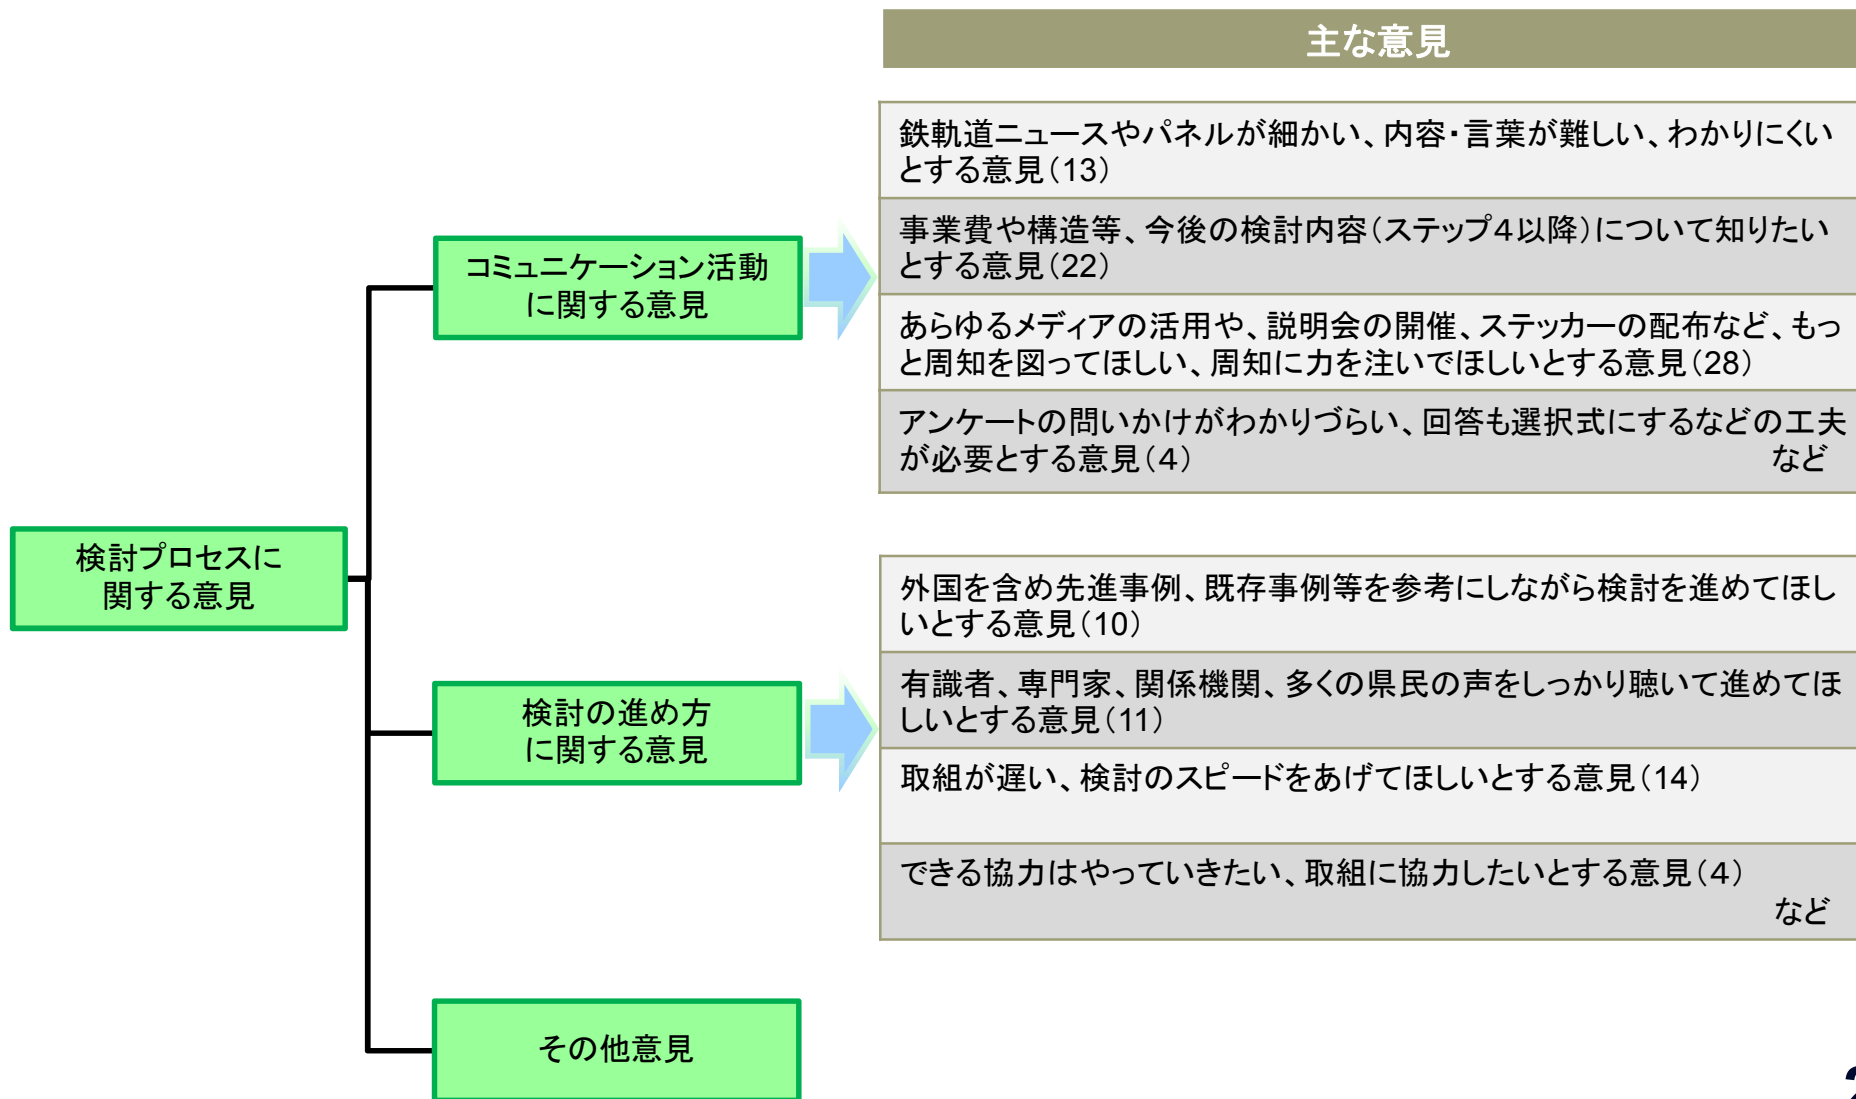 主な意見
鉄軌道ニュースやパネルが細かい、内容・言葉が難しい、わかりにくい
とする意見（13）
事業費や構造等、今後の検討内容（ステップ４以降）について知りたい
とする意見（22）
コミュニケーション活動
に関する意見
あらゆるメディアの活用や、説明会の開催、ステッカーの配布など、もっ
と周知を図ってほしい、周知に力を注いでほしいとする意見（28）
アンケートの問いかけがわかりづらい、回答も選択式にするなどの工夫
が必要とする意見（４） など
検討プロセスに
関する意見
外国を含め先進事例、既存事例等を参考にしながら検討を進めてほし
いとする意見（10）
有識者、専門家、関係機関、多くの県民の声をしっかり聴いて進めてほ
しいとする意見（11）
検討の進め方
に関する意見
取組が遅い、検討のスピードをあげてほしいとする意見（14）
できる協力はやっていきたい、取組に協力したいとする意見（４）
など
その他意見